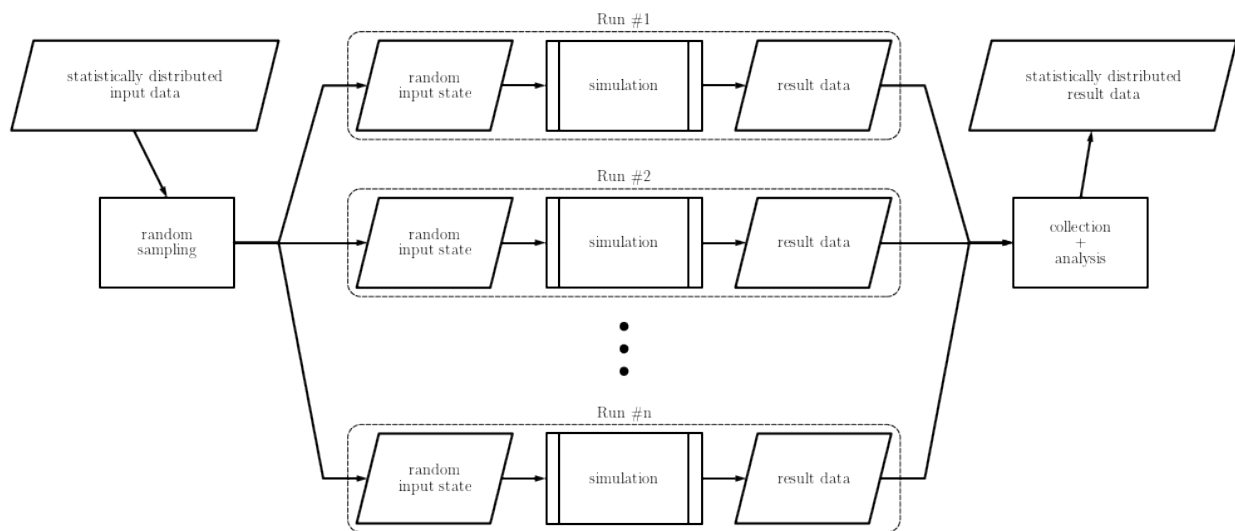 Run #1
statistically distributed
input data
random
input state
simulation
result data
statistically distributed
result data
Run #2
random
sampling
random
input state
simulation
result data
collection
+
analysis
Run #n
random
input state
simulation
result data